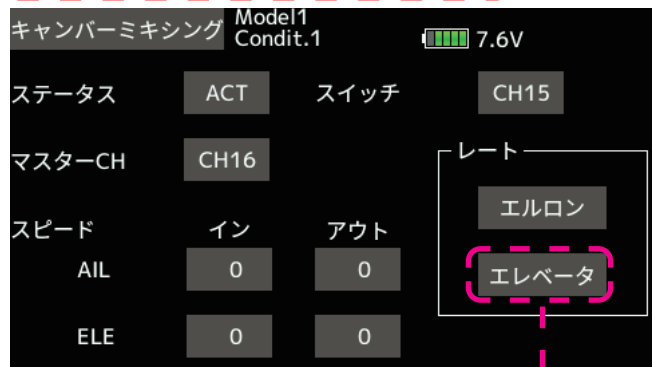 キャンバーミキシング Model1
Condit.1 7.6V
ステータス ACT スイッチ CH15
マスターCH CH16
レート
エルロン
スピード イン アウト
AIL 0 0 エレベータ
ELE 0 0